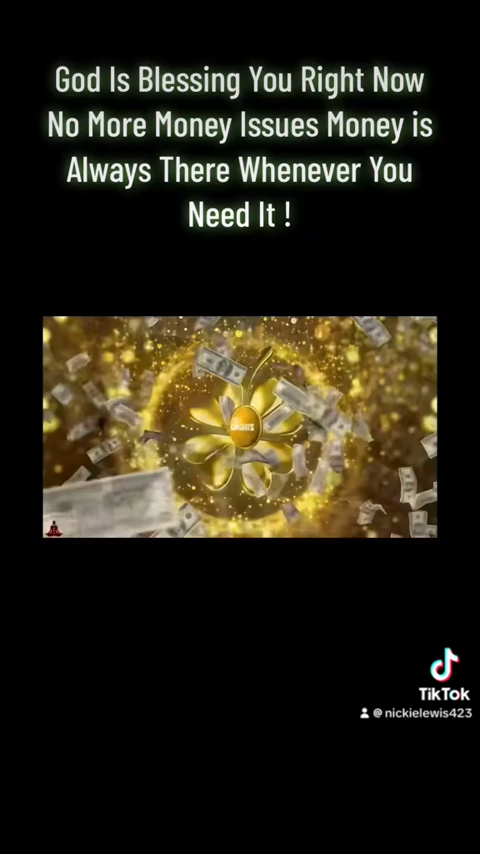 God Is Blessing You Right Now
No More Money Issues Money is
Always There Whenever You
Need It !
TikTok
@nickielewis423